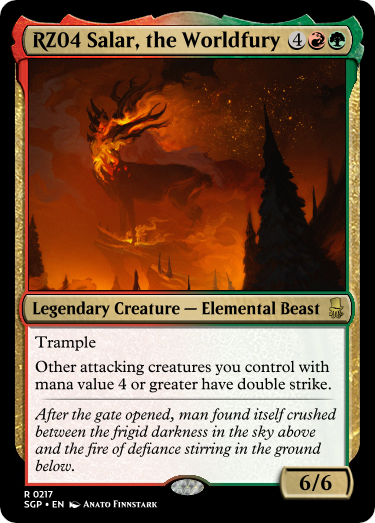 RZ04 Salar, the Worldfury 4
Legendary Creature — Elemental Beast
Trample
Other attacking creatures you control with
mana value 4 or greater have double strike.
After the gate opened, man found itself crushed
between the frigid darkness in the sky above
and the fire of defiance stirring in the ground
below.
6/6
R 0217
SGP • EN Anato Finnstark